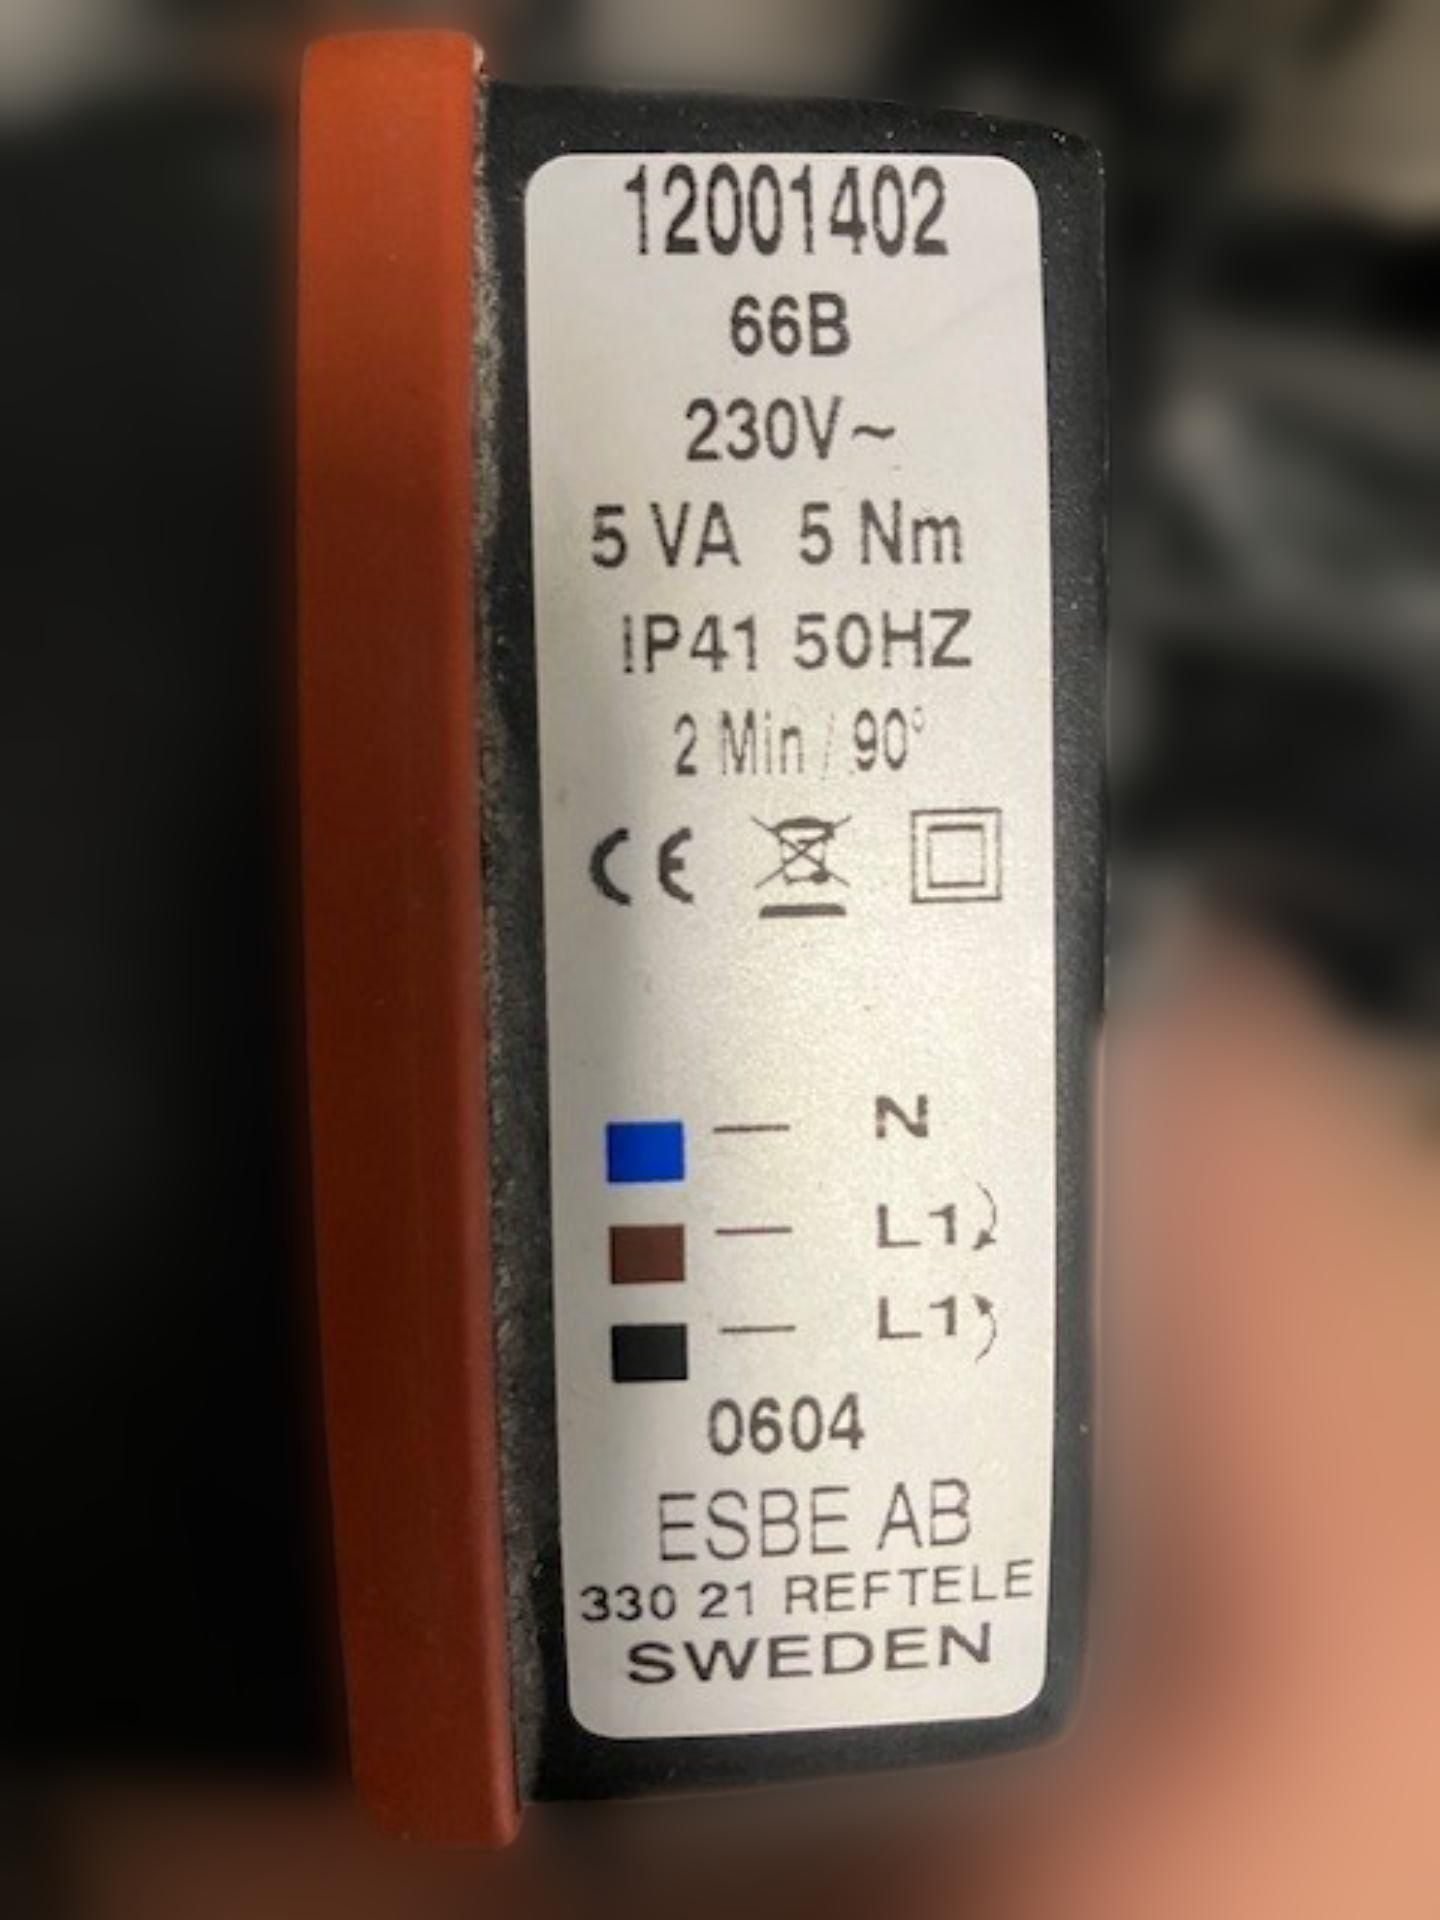 12001402
66B
230V~
5 VA 5 Nm
IP41 50HZ
2 Min / 90°
CE
N
L1
L1
0604
ESBE AB
330 21 REFTELE
SWEDEN